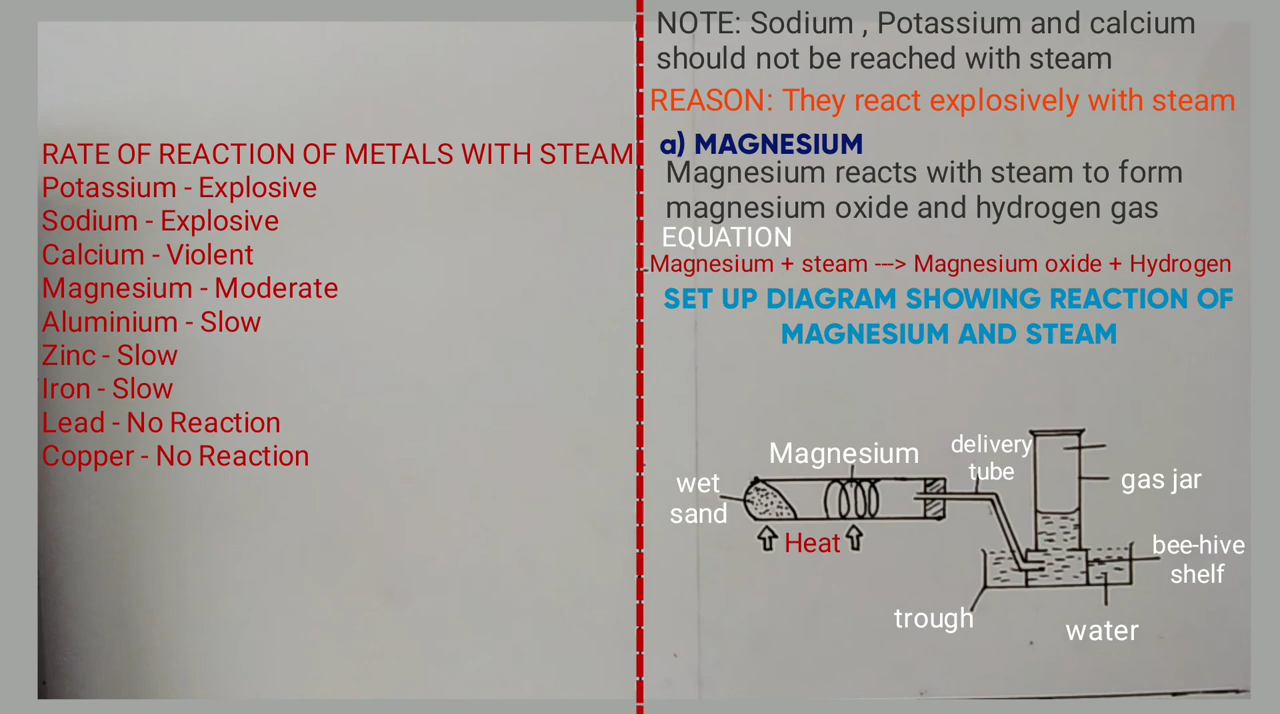 RATE OF REACTION OF METALS WITH STEAM
Potassium - Explosive
Sodium - Explosive
Calcium - Violent
Magnesium - Moderate
Aluminium - Slow
Zinc - Slow
Iron - Slow
Lead - No Reaction
Copper - No Reaction
NOTE: Sodium , Potassium and calcium
should not be reached with steam
REASON: They react explosively with steam
a) MAGNESIUM
Magnesium reacts with steam to form
magnesium oxide and hydrogen gas
EQUATION
Magnesium + steam ---> Magnesium oxide + Hydrogen
SET UP DIAGRAM SHOWING REACTION OF
MAGNESIUM AND STEAM
Magnesium
delivery
tube
wet
sand
gas jar
Heat
bee-hive
shelf
trough
water